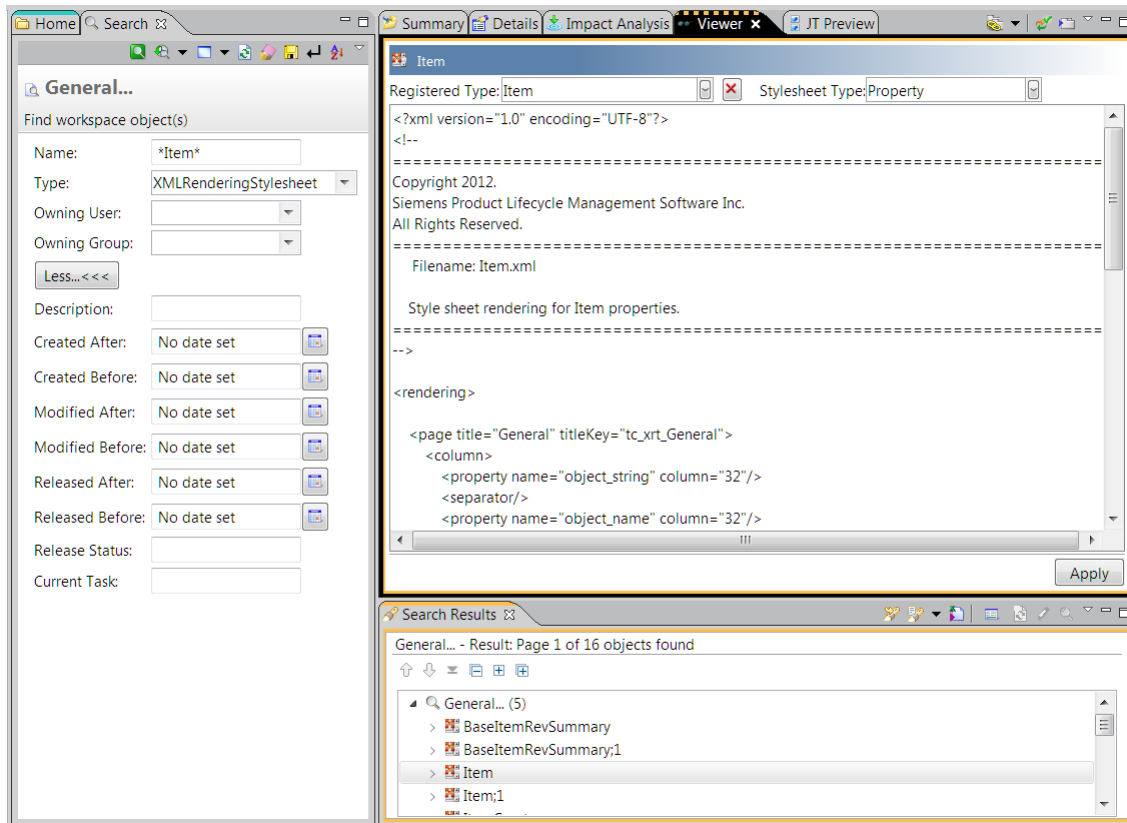 Home Search
General...
Find workspace object(s)
Name: *Item*
Type: XMLRenderingStylesheet
Owning User:
Owning Group:
Less...<<<
Description:
Created After: No date set
Created Before: No date set
Modified After: No date set
Modified Before: No date set
Released After: No date set
Released Before: No date set
Release Status:
Current Task:
Summary Details Impact Analysis Viewer JT Preview
Item
Registered Type: Item Stylesheet Type: Property
<?xml version="1.0" encoding="UTF-8"?>
<!--
=======================================================================
Copyright 2012.
Siemens Product Lifecycle Management Software Inc.
All Rights Reserved.
=======================================================================
Filename: Item.xml
Style sheet rendering for Item properties.
=======================================================================
-->
<rendering>
<page title="General" titleKey="tc_xrt_General">
<column>
<property name="object_string" column="32"/>
<separator/>
<property name="object_name" column="32"/>
Apply
Search Results
General... - Result: Page 1 of 16 objects found
General... (5)
BaseItemRevSummary
BaseItemRevSummary;1
Item
Item;1